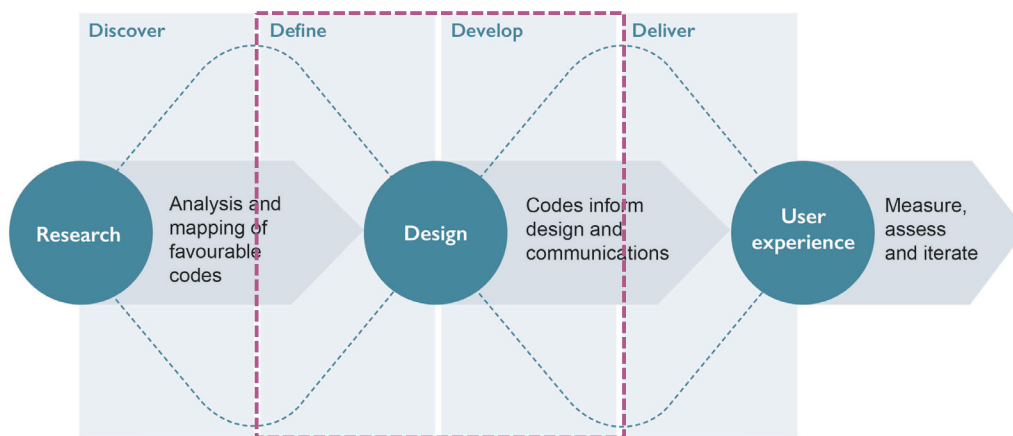 Discover
Define
Develop
Deliver
Research
Analysis and
mapping of
favourable
codes
Design
Codes inform
design and
communications
User
experience
Measure,
assess
and iterate